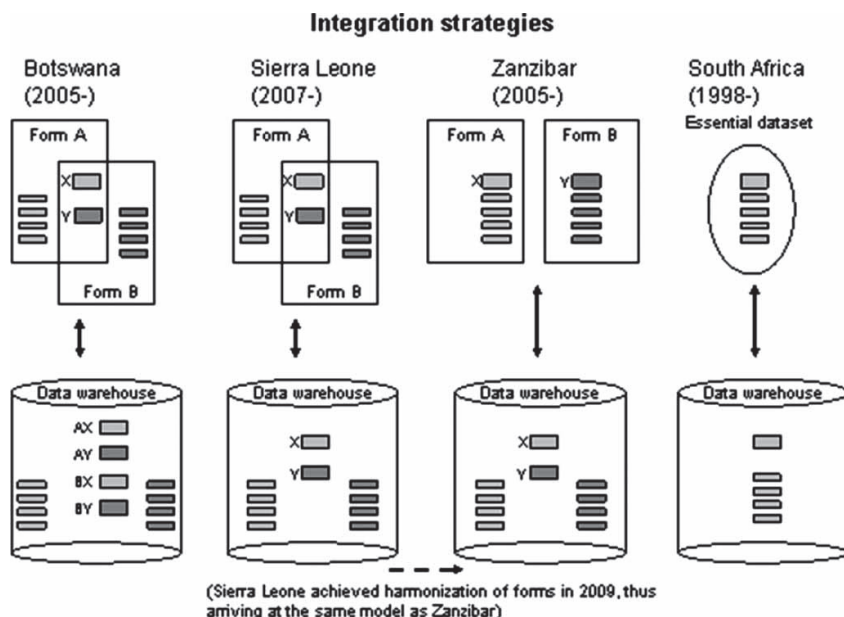 Integration strategies
Botswana
(2005-)
Form A
X
Y
Form B
Data warehouse
AX
AY
BX
BY
Sierra Leone
(2007-)
Form A
X
Y
Form B
Data warehouse
X
Y
Zanzibar
(2005-)
Form A
X
Form B
Y
Data warehouse
X
Y
South Africa
(1998-)
Essential dataset
Data warehouse
(Sierra Leone achieved harmonization of forms in 2009, thus
arriving at the same model as Zanzibar)